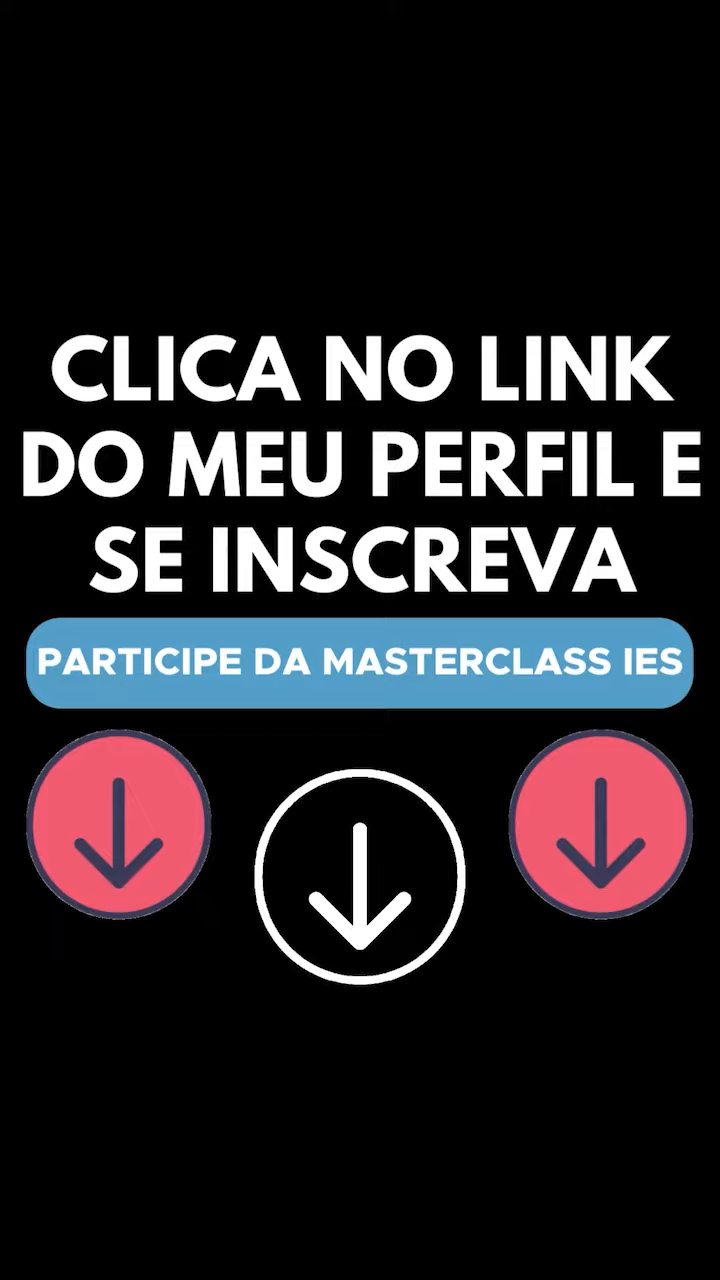 CLICA NO LINK
DO MEU PERFIL E
SE INSCREVA
PARTICIPE DA MASTERCLASS IES